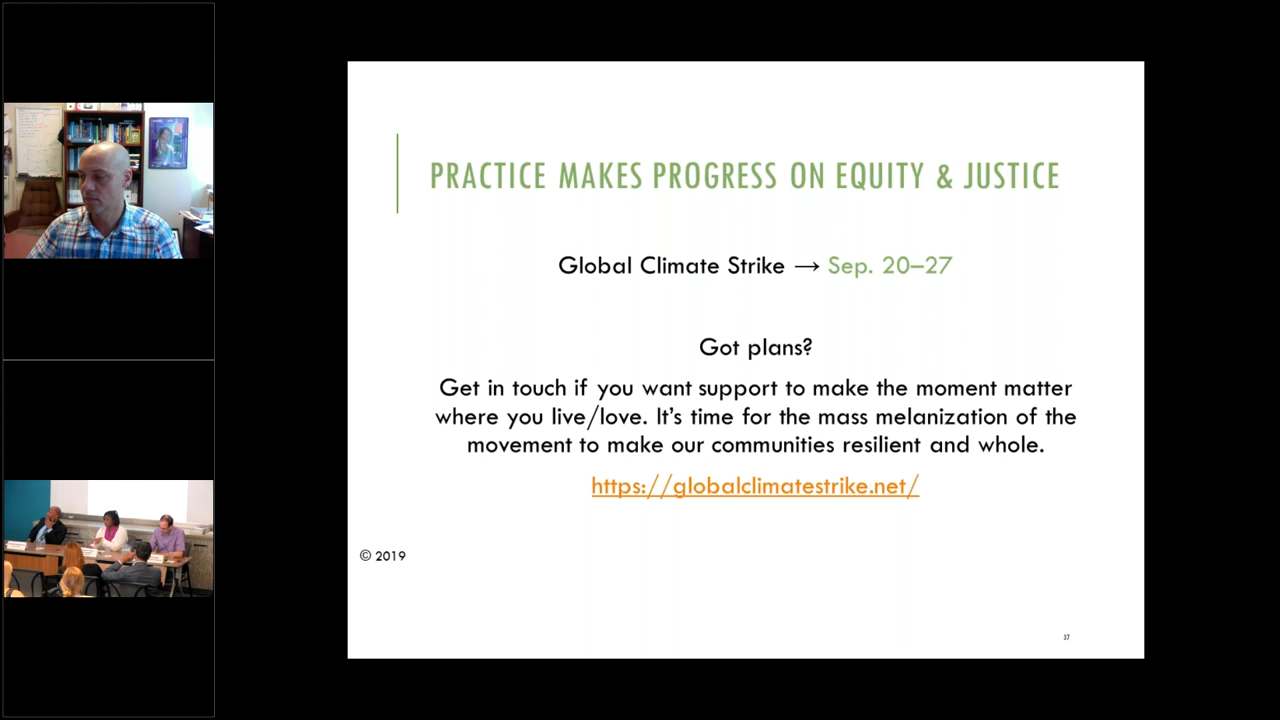 PRACTICE MAKES PROGRESS ON EQUITY & JUSTICE
Global Climate Strike → Sep. 20–27
Got plans?
Get in touch if you want support to make the moment matter
where you live/love. It's time for the mass melanization of the
movement to make our communities resilient and whole.
https://globalclimatestrike.net/
© 2019
37